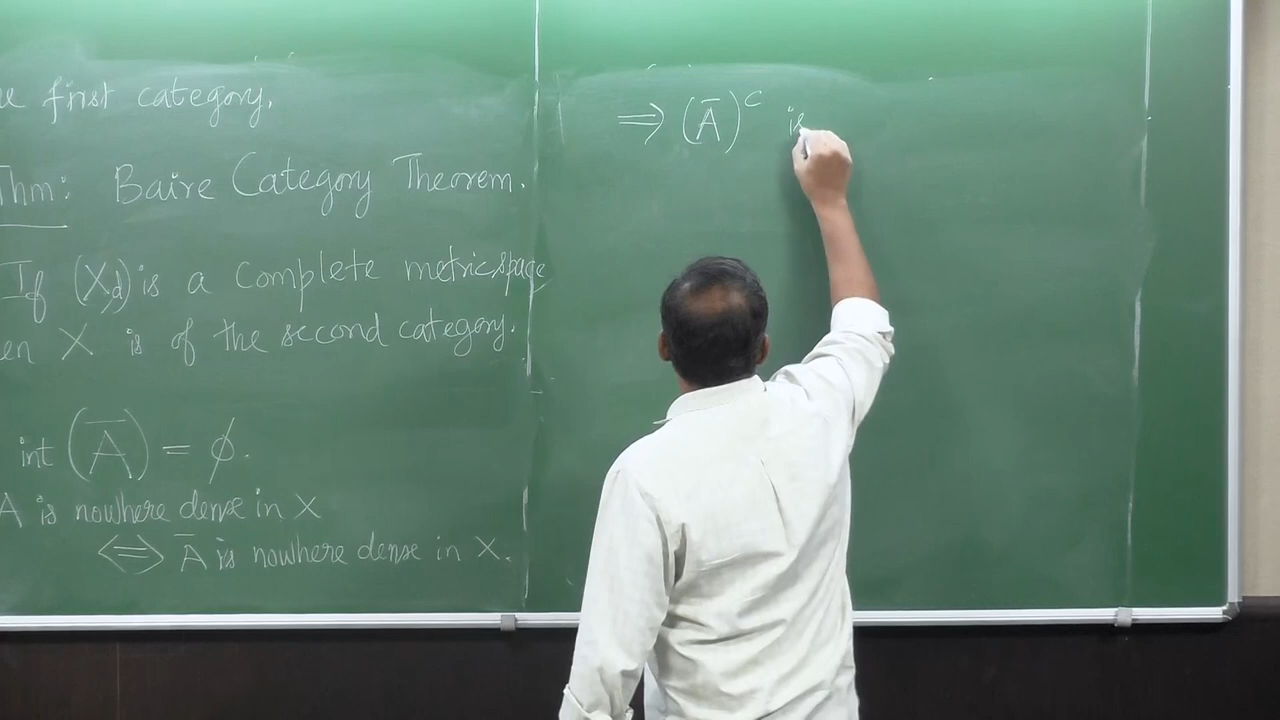 first category.
Thm: Baire Category Theorem.
If (X,d) is a complete metric space
en X is of the second category.
int (A̅) = ϕ.
A is nowhere dense in X
⟺ A̅ is nowhere dense in X.
⟹ (A̅)ᶜ is